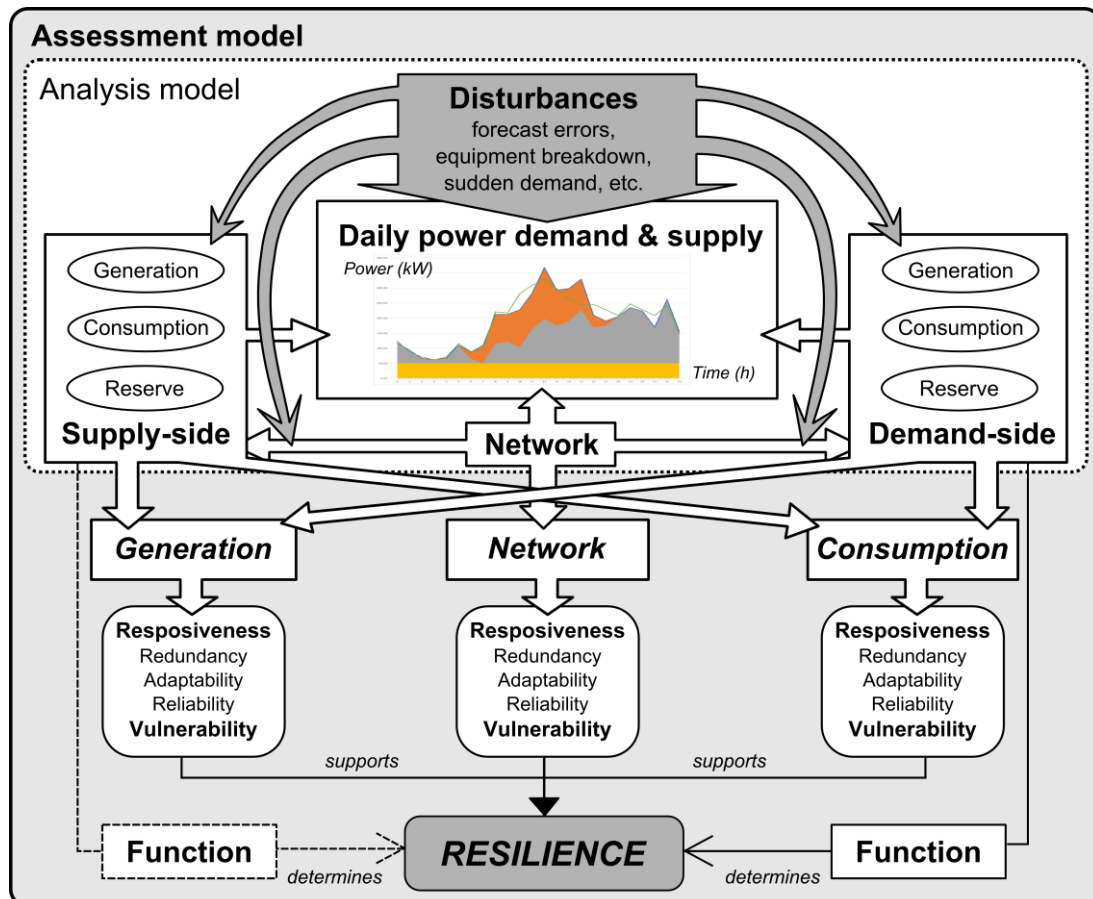 Assessment model
Analysis model
Disturbances
forecast errors,
equipment breakdown,
sudden demand, etc.
Daily power demand & supply
Power (kW)
Time (h)
Generation
Consumption
Reserve
Supply-side
Generation
Consumption
Reserve
Demand-side
Network
Generation
Network
Consumption
Resposiveness
Redundancy
Adaptability
Reliability
Vulnerability
Resposiveness
Redundancy
Adaptability
Reliability
Vulnerability
Resposiveness
Redundancy
Adaptability
Reliability
Vulnerability
supports
supports
Function
determines
RESILIENCE
determines
Function